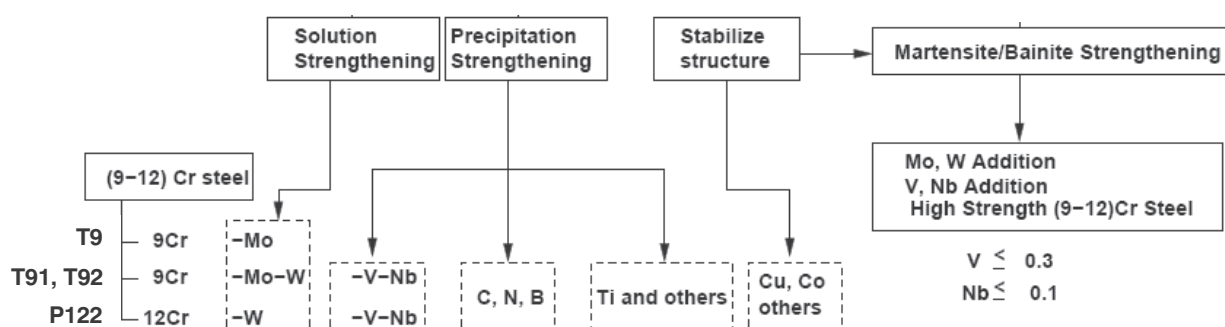 Solution
Strengthening
Precipitation
Strengthening
Stabilize
structure
Martensite/Bainite Strengthening
Mo, W Addition
V, Nb Addition
High Strength (9−12)Cr Steel
(9−12) Cr steel
T9 9Cr −Mo
T91, T92 9Cr −Mo−W −V−Nb
P122 12Cr −W −V−Nb
C, N, B
Ti and others
Cu, Co
others
V ≤ 0.3
Nb ≤ 0.1